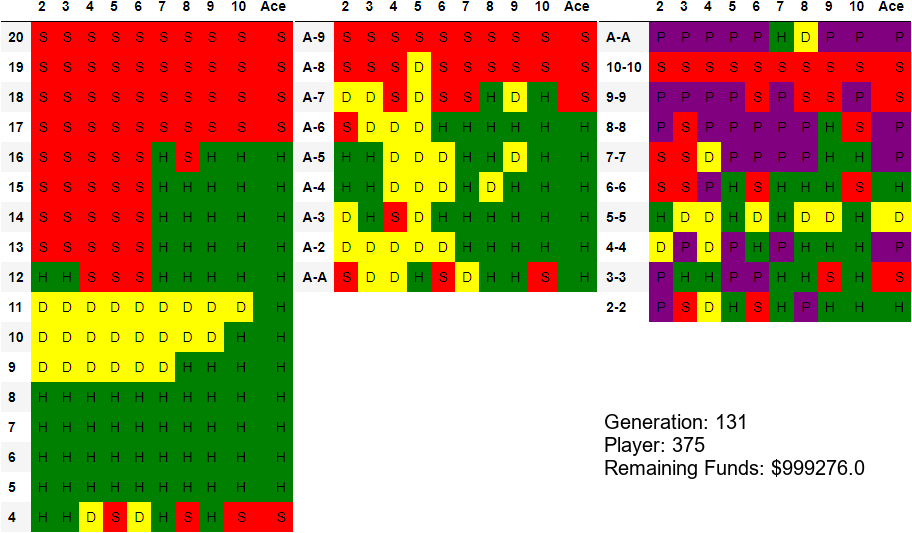 2 3 4 5 6 7 8 9 10 Ace
20 S S S S S S S S S S
19 S S S S S S S S S S
18 S S S S S S S S S S
17 S S S S S S S S S S
16 S S S S S H S H H H
15 S S S S S H H H H H
14 S S S S S H H H H H
13 S S S S S H H H H H
12 H H S S S H H H H H
11 D D D D D D D D D H
10 D D D D D D D D H H
9 D D D D D D H H H H
8 H H H H H H H H H H
7 H H H H H H H H H H
6 H H H H H H H H H H
5 H H H H H H H H H H
4 H H D S D H S H S S
2 3 4 5 6 7 8 9 10 Ace
A-9 S S S S S S S S S S
A-8 S S S D S S S S S S
A-7 D D S D S S H D H S
A-6 S D D D H H H H H H
A-5 H H D D D H H D H H
A-4 H H D D D H D H H H
A-3 D H S D H H H H H H
A-2 D D D D D H H H H H
A-A S D D H S D H H S H
2 3 4 5 6 7 8 9 10 Ace
A-A P P P P P H D P P P
10-10 S S S S S S S S S S
9-9 P P P P S P S S P S
8-8 P S P P P P P H S P
7-7 S S D P P P P H H P
6-6 S S P H S H H H S H
5-5 H D D H D H D D H D
4-4 D P D P H P H H H P
3-3 P H H P P H H S H S
2-2 P S D H S H P H H H
Generation: 131
Player: 375
Remaining Funds: $999276.0